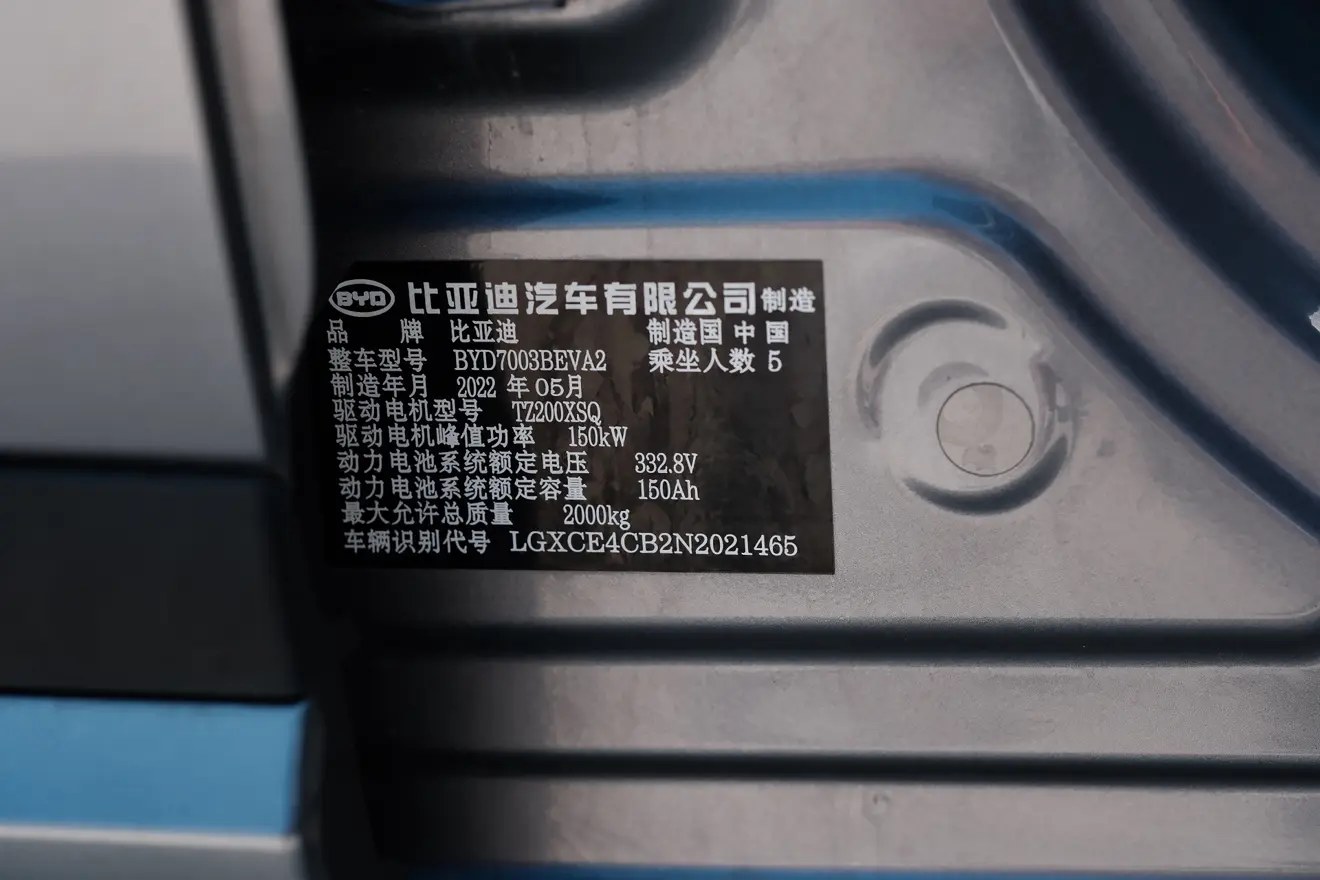 BYD 比亚迪汽车有限公司制造
品 牌 比亚迪 制造国 中国
整车型号 BYD7003BEVA2 乘坐人数 5
制造年月 2022 年 05月
驱动电机型号 TZ200XSQ
驱动电机峰值功率 150kW
动力电池系统额定电压 332.8V
动力电池系统额定容量 150Ah
最大允许总质量 2000kg
车辆识别代号 LGXCE4CB2N2021465